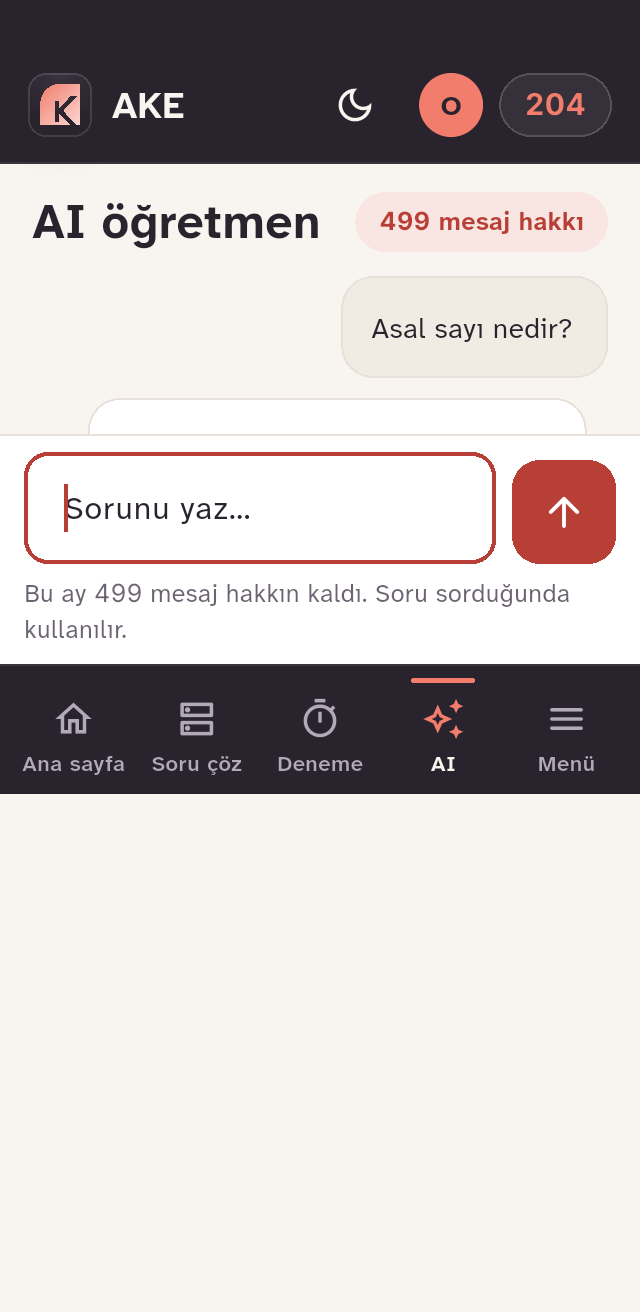 AKE
O
204
AI öğretmen
499 mesaj hakkı
Asal sayı nedir?
Sorunu yaz...
Bu ay 499 mesaj hakkın kaldı. Soru sorduğunda
kullanılır.
Ana sayfa
Soru çöz
Deneme
AI
Menü